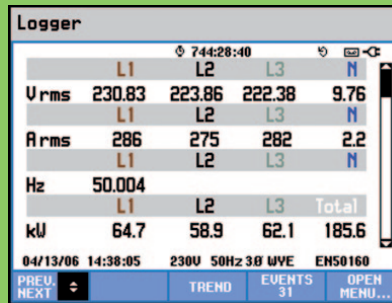 Logger
744:28:40
L1 L2 L3 N
Vrms 230.83 223.86 222.38 9.76
L1 L2 L3 N
Arms 286 275 282 2.2
L1 L2 L3 N
Hz 50.004
L1 L2 L3 Total
kW 64.7 58.9 62.1 185.6
04/13/06 14:38:05 230V 50Hz 3Ø WYE EN50160
PREV. NEXT TREND EVENTS 31 OPEN MENU...